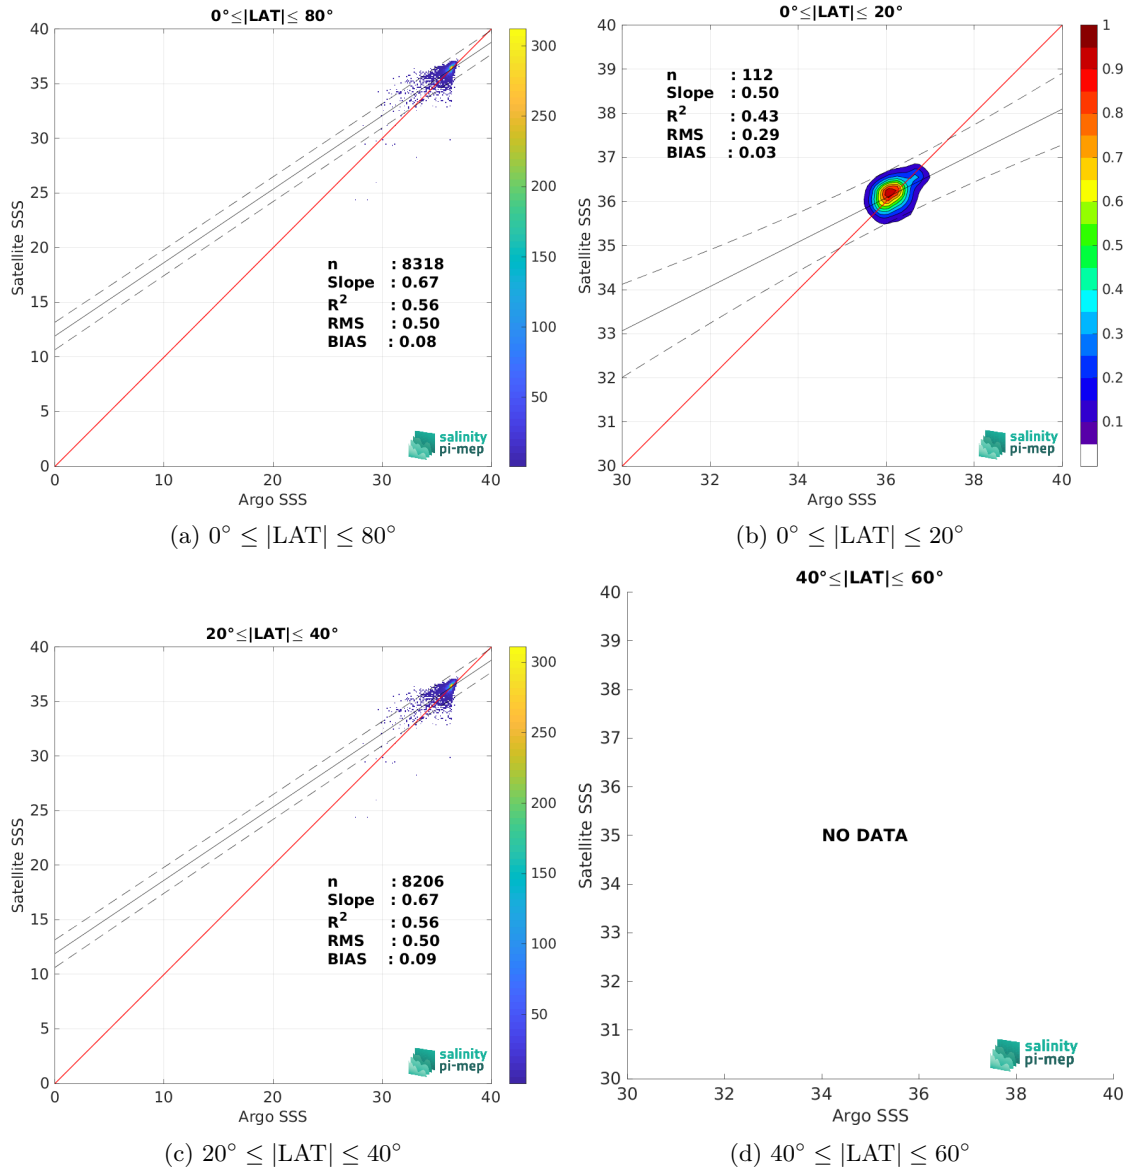 0°≤|LAT|≤ 80°
40
35
30
25
20
15
10
5
0
0
10
20
30
40
Satellite SSS
Argo SSS
n : 8318
Slope : 0.67
R² : 0.56
RMS : 0.50
BIAS : 0.08
300
250
200
150
100
50
salinity
pi-mep
(a) 0° ≤ |LAT| ≤ 80°
0°≤|LAT|≤ 20°
40
39
38
37
36
35
34
33
32
31
30
30
32
34
36
38
40
Satellite SSS
Argo SSS
n : 112
Slope : 0.50
R² : 0.43
RMS : 0.29
BIAS : 0.03
1
0.9
0.8
0.7
0.6
0.5
0.4
0.3
0.2
0.1
salinity
pi-mep
(b) 0° ≤ |LAT| ≤ 20°
20°≤|LAT|≤ 40°
40
35
30
25
20
15
10
5
0
0
10
20
30
40
Satellite SSS
Argo SSS
n : 8206
Slope : 0.67
R² : 0.56
RMS : 0.50
BIAS : 0.09
300
250
200
150
100
50
salinity
pi-mep
(c) 20° ≤ |LAT| ≤ 40°
40°≤|LAT|≤ 60°
40
39
38
37
36
35
34
33
32
31
30
30
32
34
36
38
40
Satellite SSS
Argo SSS
NO DATA
salinity
pi-mep
(d) 40° ≤ |LAT| ≤ 60°